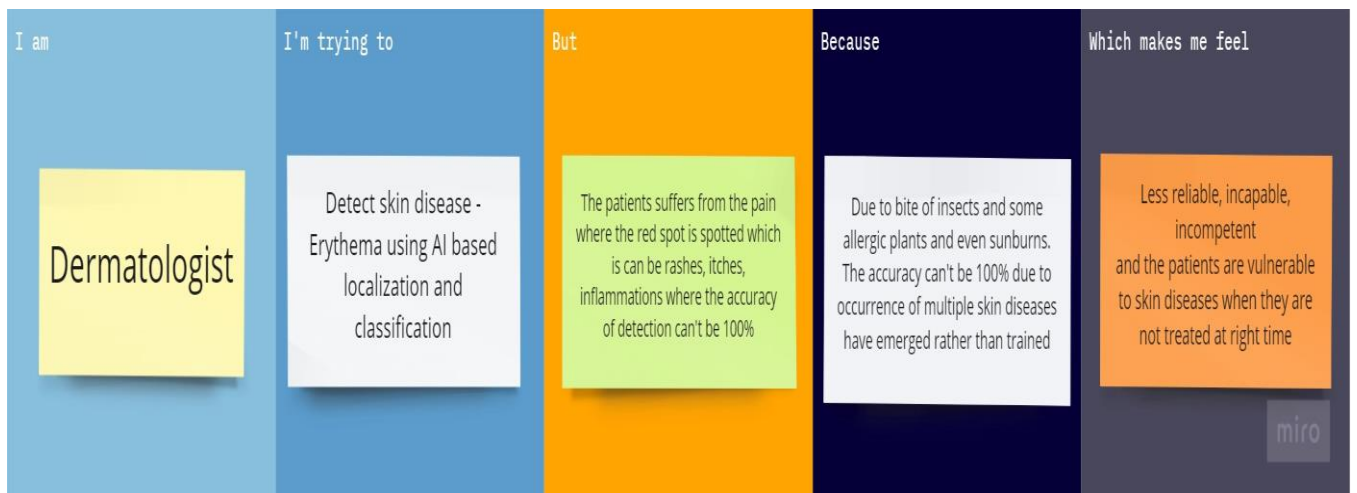 I am
Dermatologist
I'm trying to
Detect skin disease -
Erythema using AI based
localization and
classification
But
The patients suffers from the pain
where the red spot is spotted which
is can be rashes, itches,
inflammations where the accuracy
of detection can't be 100%
Because
Due to bite of insects and some
allergic plants and even sunburns.
The accuracy can't be 100% due to
occurrence of multiple skin diseases
have emerged rather than trained
Which makes me feel
Less reliable, incapable,
incompetent
and the patients are vulnerable
to skin diseases when they are
not treated at right time
miro